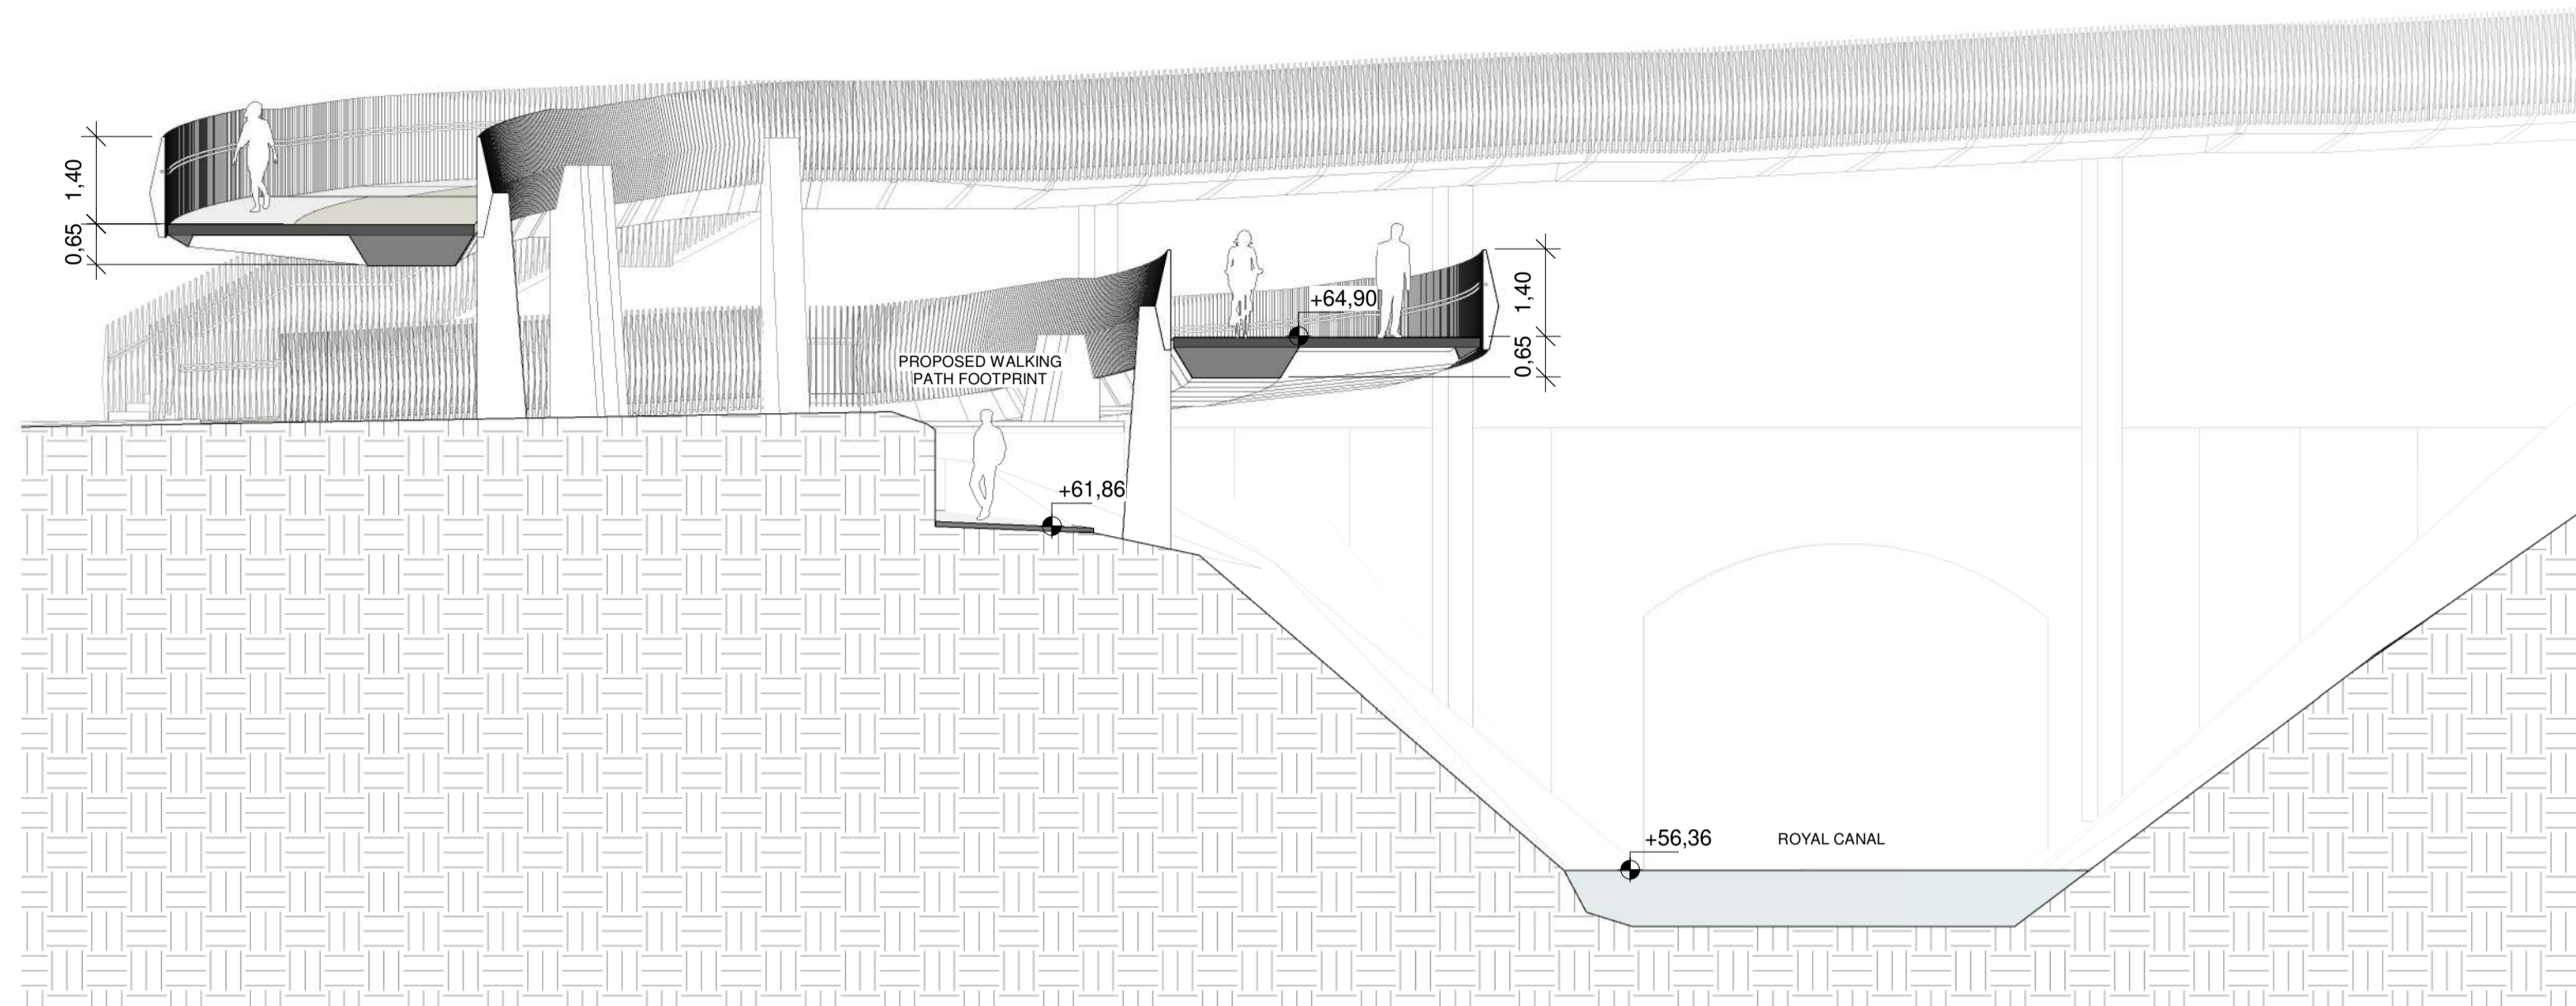 1,40
0,65
+64,90
1,40
0,65
PROPOSED WALKING
PATH FOOTPRINT
+61,86
+56,36
ROYAL CANAL